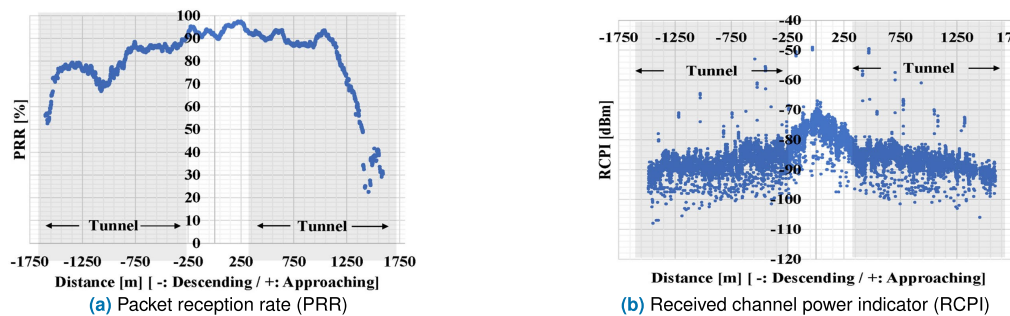 100
90
80
70
60
50
40
30
20
10
0
PRR [%]
Tunnel
Tunnel
-1750 -1250 -750 -250 250 750 1250 1750
Distance [m] [ -: Descending / +: Approaching]
(a) Packet reception rate (PRR)
-40
-1750 -1250 -750 -250 250 750 1250
-50
-60
-70
-80
-90
-100
-110
-120
RCPI [dBm]
Tunnel
Tunnel
Distance [m] [ -: Descending / +: Approaching]
(b) Received channel power indicator (RCPI)